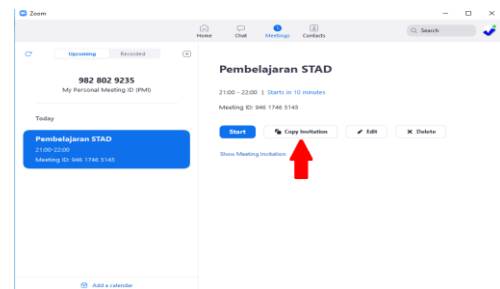 Zoom
Home
Chat
Meetings
Contacts
Search
Upcoming
Recorded
982 802 9235
My Personal Meeting ID (PMI)
Today
Pembelajaran STAD
21:00-22:00
Meeting ID: 946 1746 5145
Add a calendar
Pembelajaran STAD
21:00 - 22:00 | Starts in 10 minutes
Meeting ID: 946 1746 5145
Start
Copy Invitation
Edit
Delete
Show Meeting Invitation